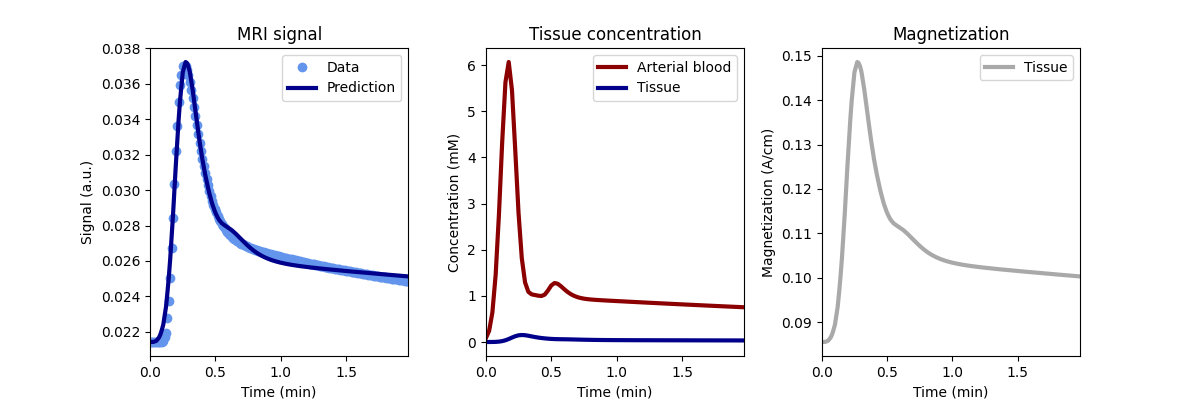 MRI signal
Signal (a.u.)
0.038
0.036
0.034
0.032
0.030
0.028
0.026
0.024
0.022
Data
Prediction
0.0 0.5 1.0 1.5
Time (min)
Tissue concentration
Concentration (mM)
6
5
4
3
2
1
0
Arterial blood
Tissue
0.0 0.5 1.0 1.5
Time (min)
Magnetization
Magnetization (A/cm)
0.15
0.14
0.13
0.12
0.11
0.10
0.09
Tissue
0.0 0.5 1.0 1.5
Time (min)